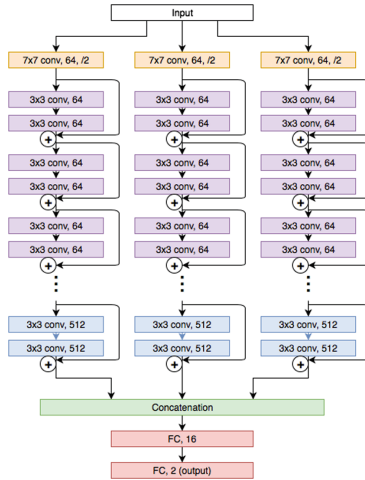 Input
7x7 conv, 64, /2 7x7 conv, 64, /2 7x7 conv, 64, /2
3x3 conv, 64 3x3 conv, 64 3x3 conv, 64
3x3 conv, 64 3x3 conv, 64 3x3 conv, 64
+ + +
3x3 conv, 64 3x3 conv, 64 3x3 conv, 64
3x3 conv, 64 3x3 conv, 64 3x3 conv, 64
+ + +
3x3 conv, 64 3x3 conv, 64 3x3 conv, 64
3x3 conv, 64 3x3 conv, 64 3x3 conv, 64
+ + +
3x3 conv, 512 3x3 conv, 512 3x3 conv, 512
3x3 conv, 512 3x3 conv, 512 3x3 conv, 512
+ + +
Concatenation
FC, 16
FC, 2 (output)